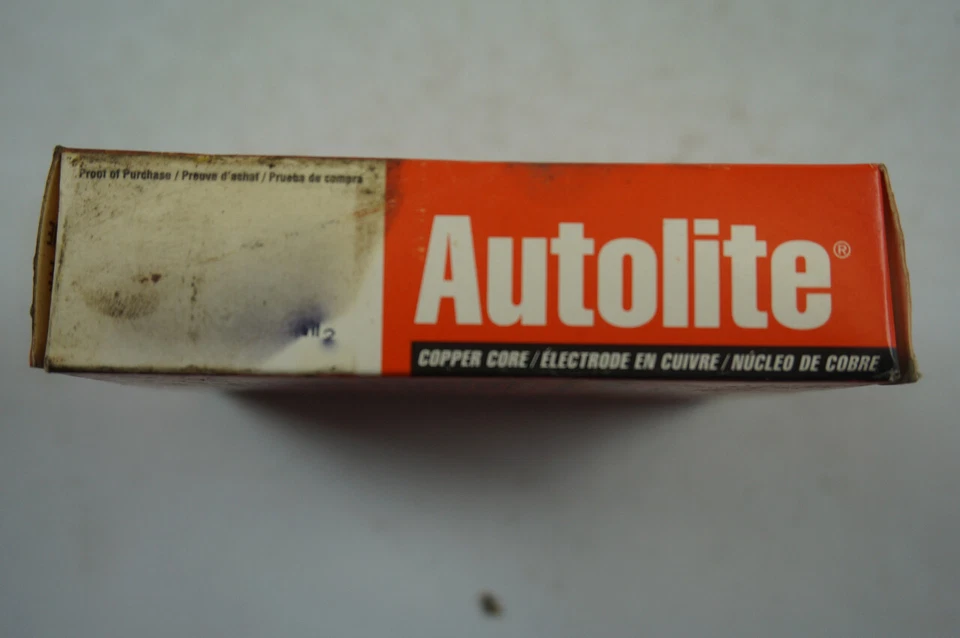 Proof of Purchase / Preuve d'achat / Prueba de compra
Autolite®
COPPER CORE / ÉLECTRODE EN CUIVRE / NÚCLEO DE COBRE